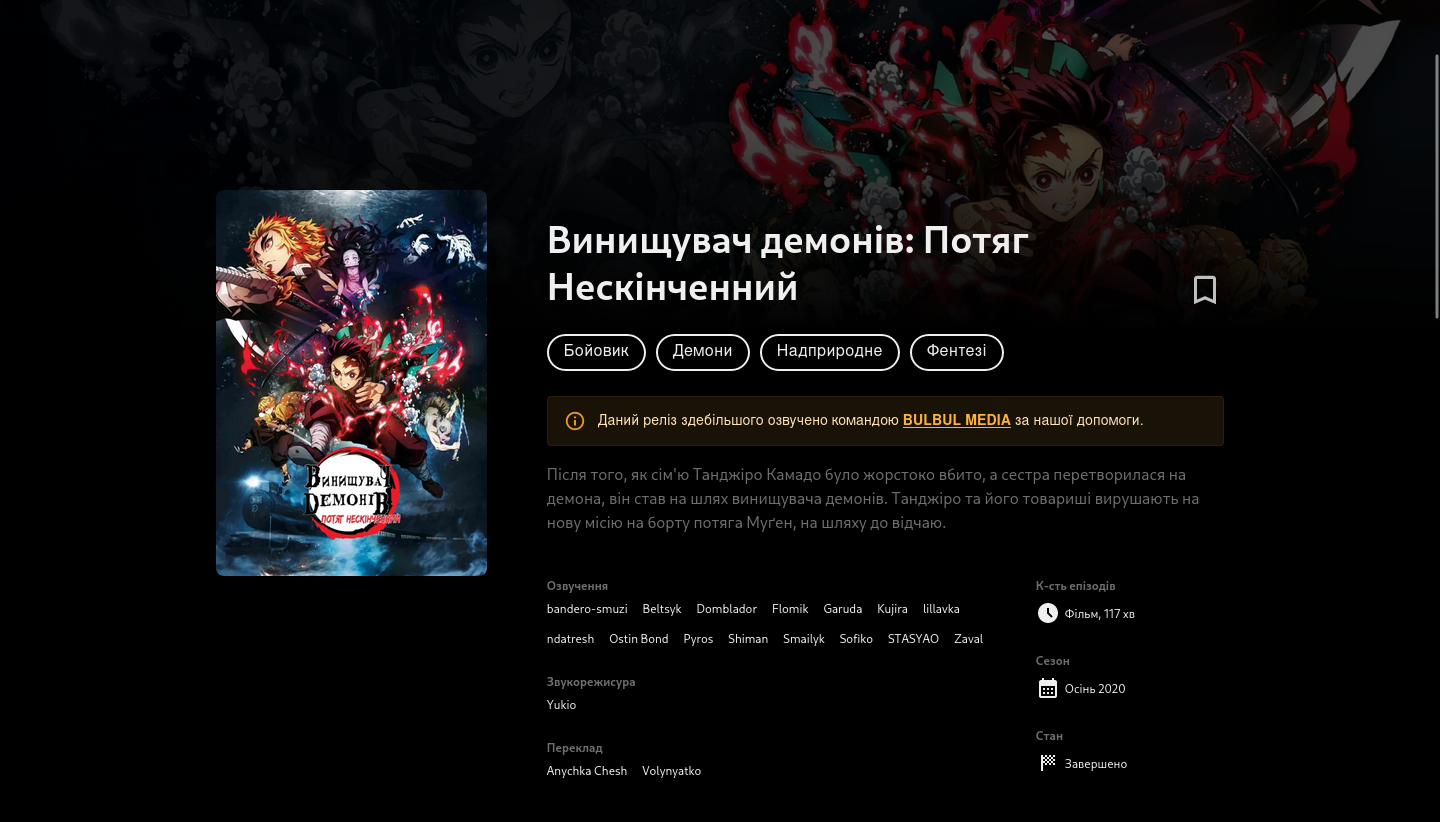 Винищувач демонів: Потяг
Нескінченний
Бойовик Демони Надприродне Фентезі
Даний реліз здебільшого озвучено командою BULBUL MEDIA за нашої допомоги.
Після того, як сім'ю Танджіро Камадо було жорстоко вбито, а сестра перетворилася на
демона, він став на шлях винищувача демонів. Танджіро та його товариші вирушають на
нову місію на борту потяга Муґен, на шляху до відчаю.
Винищувач
Демонів
потяг нескінченний
Озвучення
bandero-smuzi Beltsyk Domblador Flomik Garuda Kujira lillavka
ndatresh Ostin Bond Pyros Shiman Smailyk Sofiko STASYAO Zaval
Звукорежисура
Yukio
Переклад
Anychka Chesh Volynyatko
К-сть епізодів
Фільм, 117 хв
Сезон
Осінь 2020
Стан
Завершено